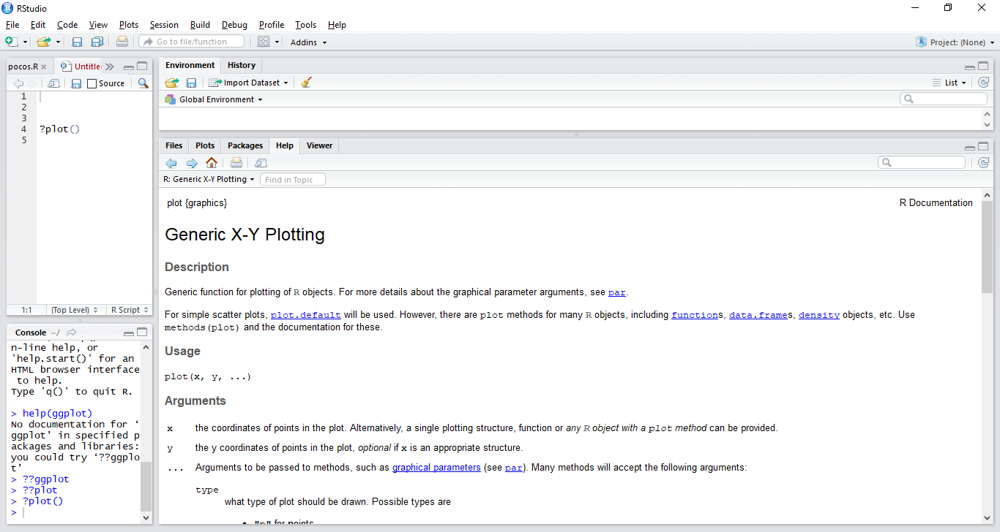 RStudio
File Edit Code View Plots Session Build Debug Profile Tools Help
Go to file/function Addins Project: (None)
pocos.R Untitle
Source
1
2
3
4 ?plot()
5
1:1 (Top Level) R Script
Console ~/
n-line help, or
'help.start()' for an
HTML browser interface
to help.
Type 'q()' to quit R.
> help(ggplot)
No documentation for ‘
ggplot’ in specified p
ackages and libraries:
you could try ‘??ggplo
t’
> ??ggplot
> ??plot
> ?plot()
>
Environment History
Import Dataset List
Global Environment
Files Plots Packages Help Viewer
R: Generic X-Y Plotting Find in Topic
plot {graphics} R Documentation
Generic X-Y Plotting
Description
Generic function for plotting of R objects. For more details about the graphical parameter arguments, see par.
For simple scatter plots, plot.default will be used. However, there are plot methods for many R objects, including functions, data.frames, density objects, etc. Use
methods(plot) and the documentation for these.
Usage
plot(x, y, ...)
Arguments
x the coordinates of points in the plot. Alternatively, a single plotting structure, function or any R object with a plot method can be provided.
y the y coordinates of points in the plot, optional if x is an appropriate structure.
... Arguments to be passed to methods, such as graphical parameters (see par). Many methods will accept the following arguments:
type
what type of plot should be drawn. Possible types are
• "p" for points